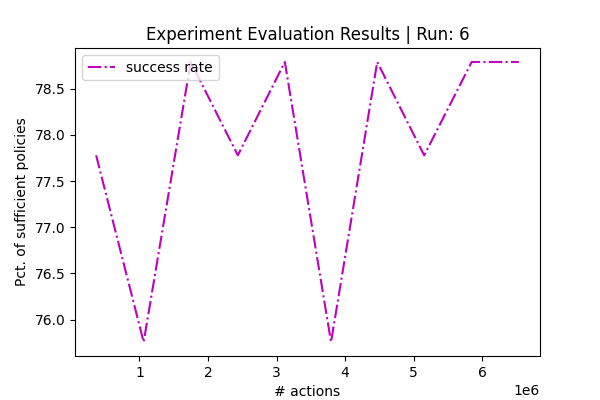 Experiment Evaluation Results | Run: 6
success rate
Pct. of sufficient policies
78.5
78.0
77.5
77.0
76.5
76.0
1 2 3 4 5 6
1e6
# actions